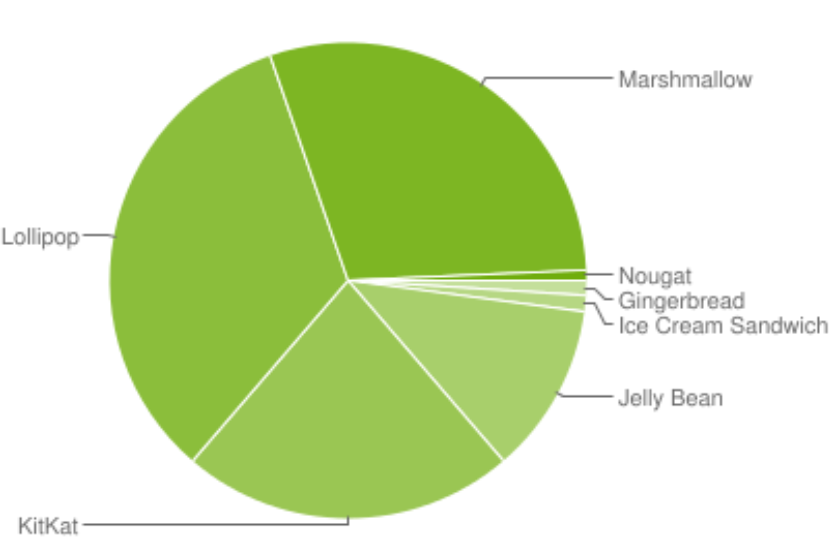 Marshmallow
Lollipop
Nougat
Gingerbread
Ice Cream Sandwich
Jelly Bean
KitKat